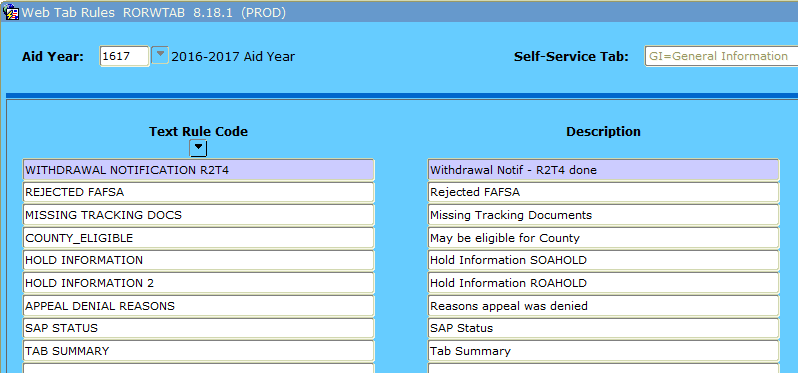 Web Tab Rules RORWTAB 8.18.1 (PROD)
Aid Year: 1617 2016-2017 Aid Year Self-Service Tab: GI=General Information
Text Rule Code Description
WITHDRAWAL NOTIFICATION R2T4 Withdrawal Notif - R2T4 done
REJECTED FAFSA Rejected FAFSA
MISSING TRACKING DOCS Missing Tracking Documents
COUNTY_ELIGIBLE May be eligible for County
HOLD INFORMATION Hold Information SOAHOLD
HOLD INFORMATION 2 Hold Information ROAHOLD
APPEAL DENIAL REASONS Reasons appeal was denied
SAP STATUS SAP Status
TAB SUMMARY Tab Summary